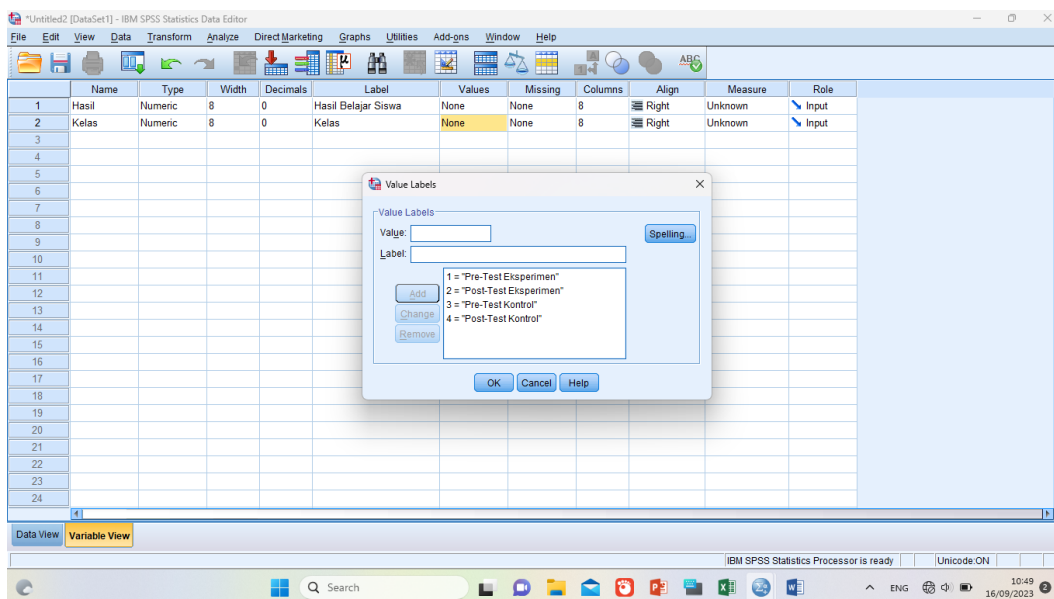 *Untitled2 [DataSet1] - IBM SPSS Statistics Data Editor
File Edit View Data Transform Analyze Direct Marketing Graphs Utilities Add-ons Window Help
Name Type Width Decimals Label Values Missing Columns Align Measure Role
1 Hasil Numeric 8 0 Hasil Belajar Siswa None None 8 Right Unknown Input
2 Kelas Numeric 8 0 Kelas None None 8 Right Unknown Input
3
4
5
6
7
8
9
10
11
12
13
14
15
16
17
18
19
20
21
22
23
24
Value Labels
Value Labels
Value:
Spelling...
Label:
1 = "Pre-Test Eksperimen"
2 = "Post-Test Eksperimen"
3 = "Pre-Test Kontrol"
4 = "Post-Test Kontrol"
Add
Change
Remove
OK Cancel Help
Data View Variable View
IBM SPSS Statistics Processor is ready Unicode:ON
Search
ENG
10:49
16/09/2023
2